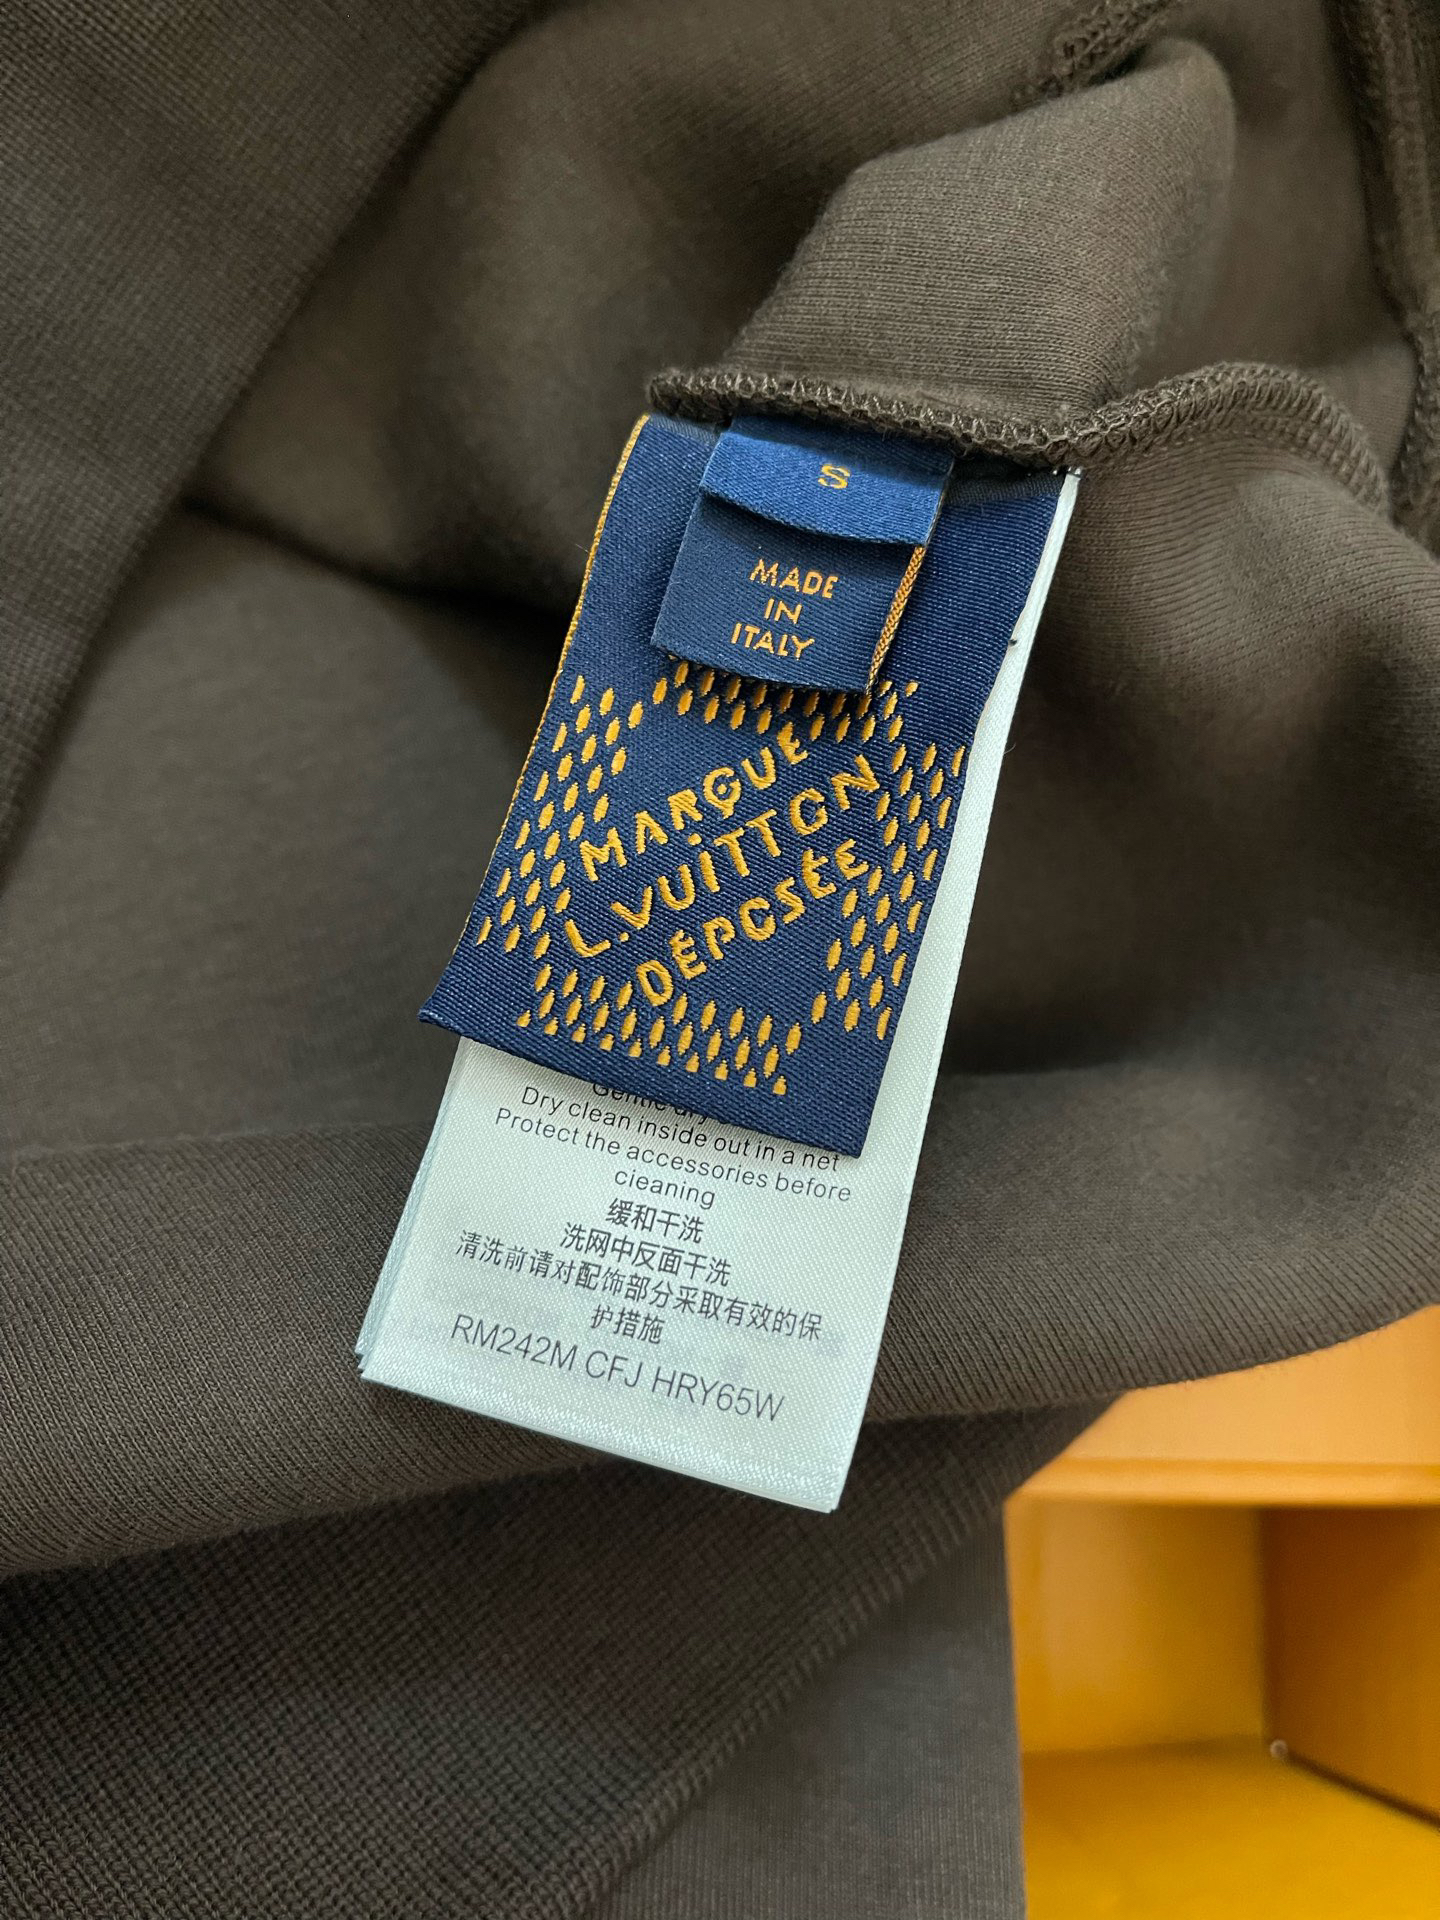 S
MADE
IN
ITALY
MARQUE
L.VUITTON
DÉPOSÉE
Gentle dry
Dry clean inside out in a net
Protect the accessories before
cleaning
缓和干洗
洗网中反面干洗
清洗前请对配饰部分采取有效的保
护措施
RM242M CFJ HRY65W